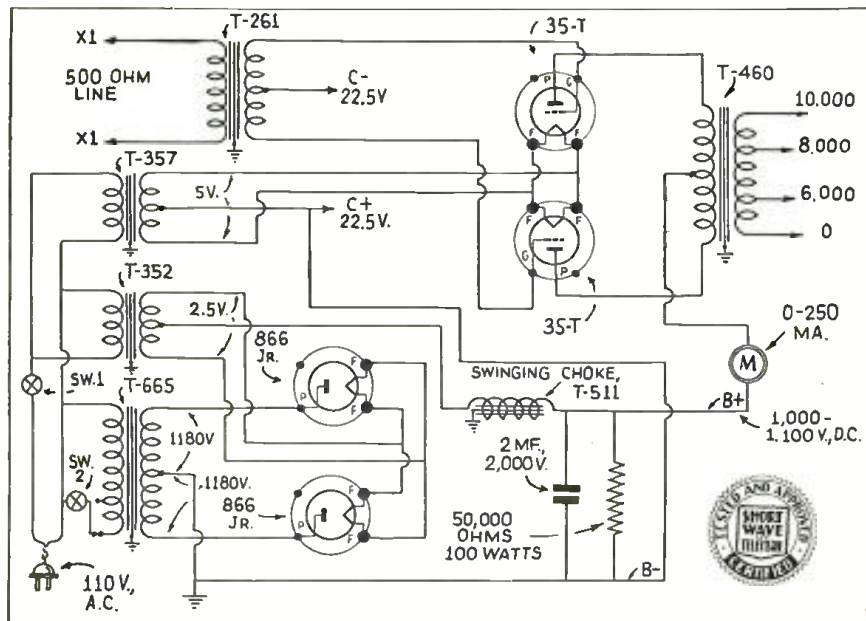 T-261
X1
500 OHM
LINE
X1
C-
22.5V
35-T
P
G
F
F
T-460
10,000
8,000
6,000
0
T-357
5V.
C+
22.5V.
F
F
G
P
35-T
T-352
2.5V.
866
JR.
F
P
F
SW.1
T-665
1180V
1180V
SW.
2
866
JR.
F
P
F
110 V.,
A.C.
SWINGING CHOKE,
T-511
2 MF.,
2,000V.
50,000
OHMS
100 WATTS
0-250
MA.
M
B+
1,000-
1,100 V., D.C.
B-
TESTED AND APPROVED
SHORT
WAVE
CERTIFIED